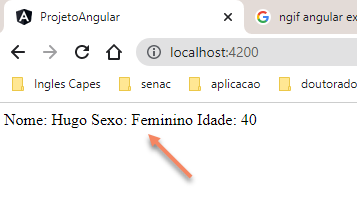 ProjetoAngular
ngif angular ex
localhost:4200
Ingles Capes
senac
aplicacao
doutorado
Nome: Hugo Sexo: Feminino Idade: 40